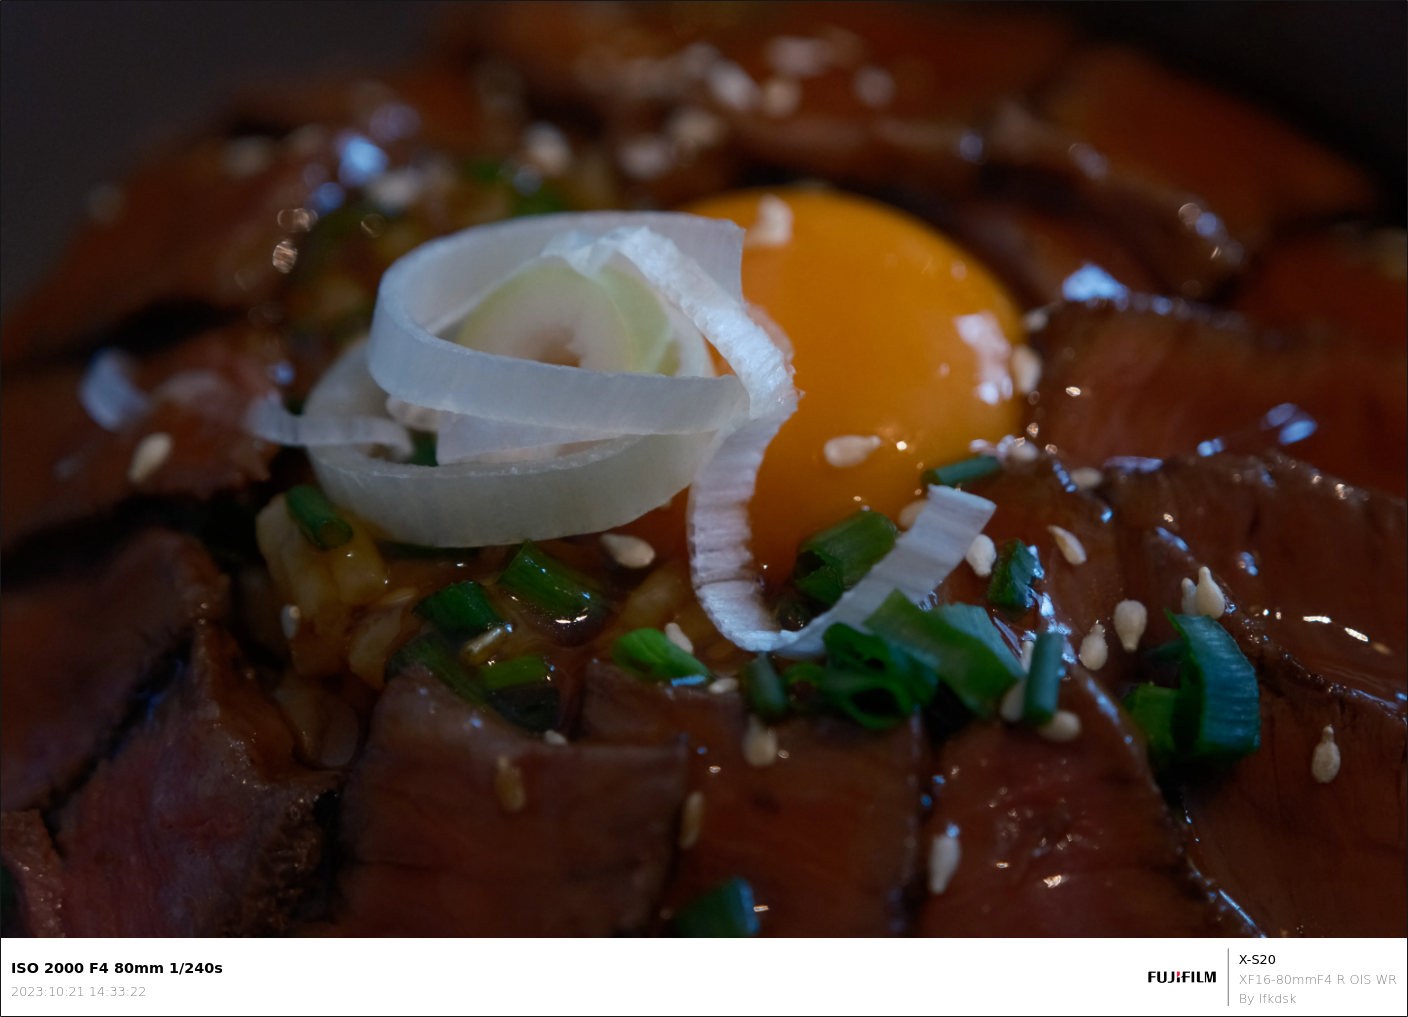 ISO 2000 F4 80mm 1/240s
2023:10:21 14:33:22
FUJIFILM
X-S20
XF16-80mmF4 R OIS WR
By lfkdsk